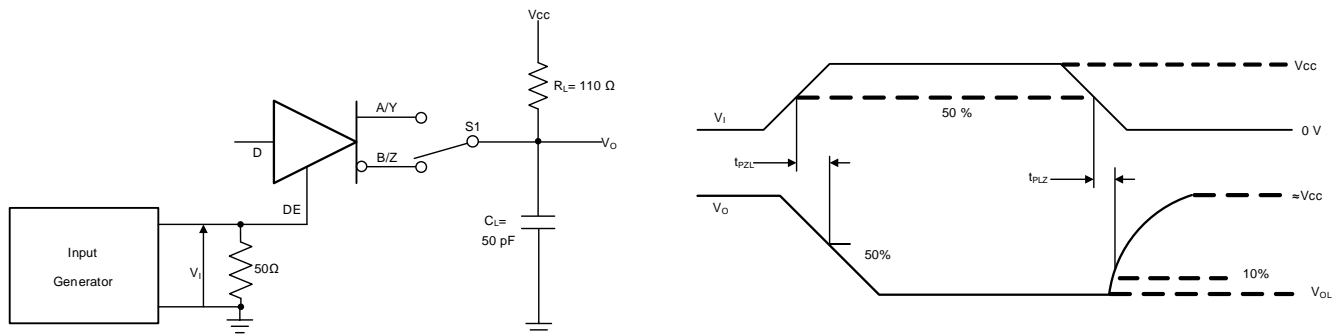 Vcc
RL= 110 Ω
A/Y
S1
VO
D
B/Z
DE
CL=
50 pF
Input
Generator
VI
50Ω
Vcc
50 %
VI
0 V
tPZL
tPLZ
≈Vcc
VO
50%
10%
VOL